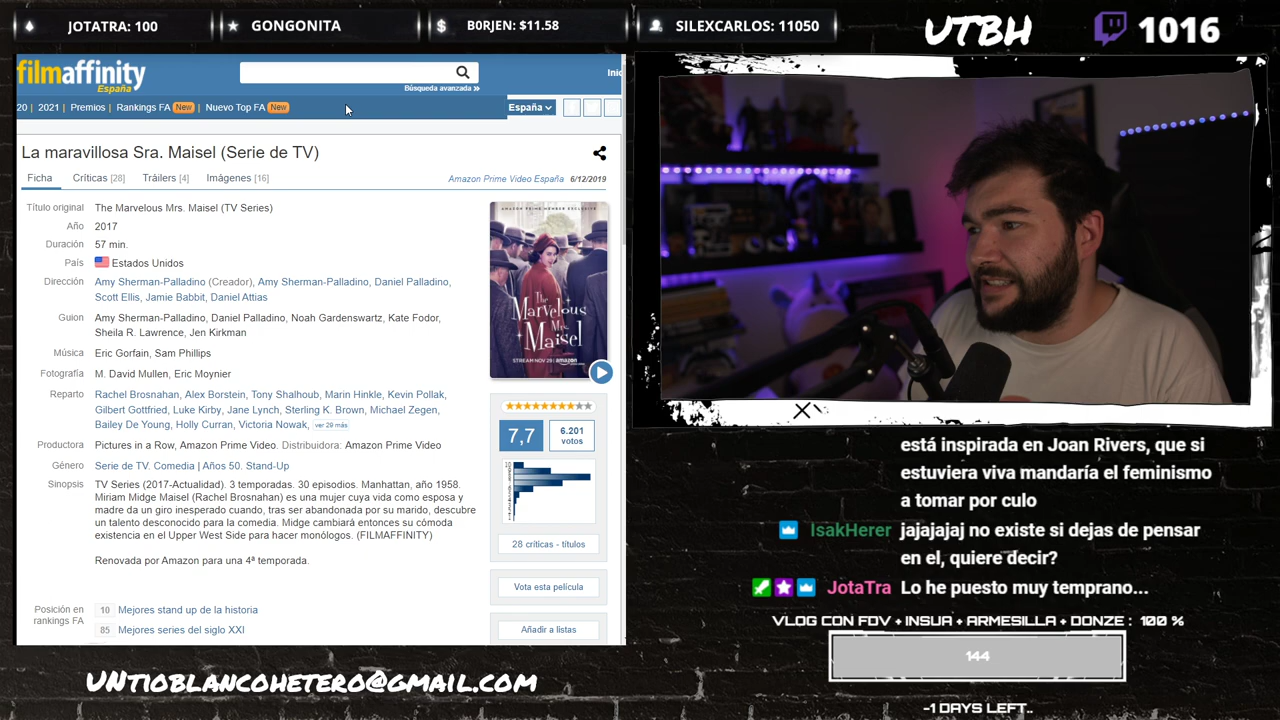 JOTATRA: 100
GONGONITA
B0RJEN: $11.58
SILEXCARLOS: 11050
UTBH
1016
filmaffinity
España
Búsqueda avanzada »
20 | 2021 | Premios | Rankings FA New | Nuevo Top FA New
España
La maravillosa Sra. Maisel (Serie de TV)
Ficha Críticas [28] Tráilers [4] Imágenes [16]
Amazon Prime Video España 6/12/2019
Título original The Marvelous Mrs. Maisel (TV Series)
Año 2017
Duración 57 min.
País Estados Unidos
Dirección Amy Sherman-Palladino (Creador), Amy Sherman-Palladino, Daniel Palladino,
Scott Ellis, Jamie Babbit, Daniel Attias
Guion Amy Sherman-Palladino, Daniel Palladino, Noah Gardenswartz, Kate Fodor,
Sheila R. Lawrence, Jen Kirkman
Música Eric Gorfain, Sam Phillips
Fotografía M. David Mullen, Eric Moynier
Reparto Rachel Brosnahan, Alex Borstein, Tony Shalhoub, Marin Hinkle, Kevin Pollak,
Gilbert Gottfried, Luke Kirby, Jane Lynch, Sterling K. Brown, Michael Zegen,
Bailey De Young, Holly Curran, Victoria Nowak, ver 29 más
Productora Pictures in a Row, Amazon Prime Video. Distribuidora: Amazon Prime Video
Género Serie de TV. Comedia | Años 50. Stand-Up
Sinopsis TV Series (2017-Actualidad). 3 temporadas. 30 episodios. Manhattan, año 1958.
Miriam Midge Maisel (Rachel Brosnahan) es una mujer cuya vida como esposa y
madre da un giro inesperado cuando, tras ser abandonada por su marido, descubre
un talento desconocido para la comedia. Midge cambiará entonces su cómoda
existencia en el Upper West Side para hacer monólogos. (FILMAFFINITY)
Renovada por Amazon para una 4ª temporada.
Posición en
rankings FA
10 Mejores stand up de la historia
85 Mejores series del siglo XXI
AMAZON PRIME MEMBER EXCLUSIVE
The
Marvelous
Mrs.
Maisel
STREAM NOV 29 | amazon
7,7
6.201
votos
28 críticas - títulos
Vota esta película
Añadir a listas
está inspirada en Joan Rivers, que si
estuviera viva mandaría el feminismo
a tomar por culo
IsakHerer jajajajaj no existe si dejas de pensar
en el, quiere decir?
JotaTra Lo he puesto muy temprano...
VLOG CON FDV + INSUA + ARMESILLA + DONZE : 100 %
144
-1 DAYS LEFT..
UNTIOBLANCOHETERO@GMAIL.COM